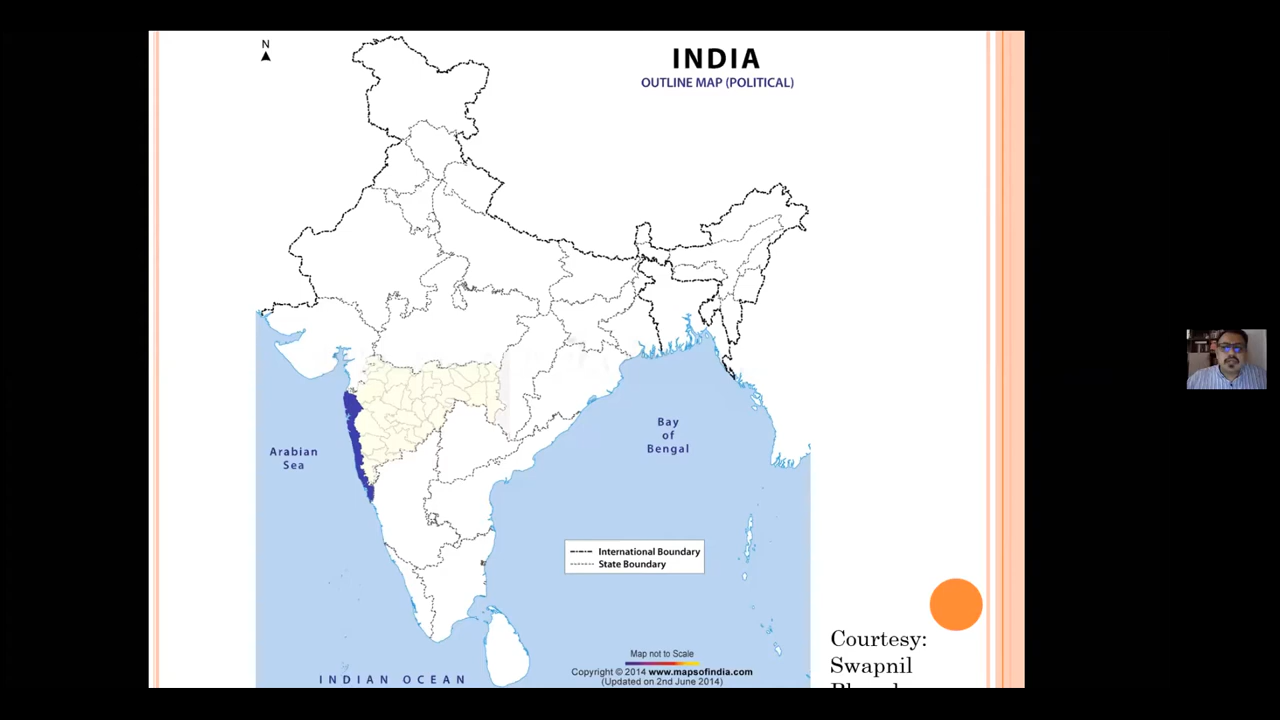 N
INDIA
OUTLINE MAP (POLITICAL)
Arabian
Sea
Bay
of
Bengal
International Boundary
State Boundary
Map not to Scale
Copyright © 2014 www.mapsofindia.com
(Updated on 2nd June 2014)
INDIAN OCEAN
Courtesy:
Swapnil